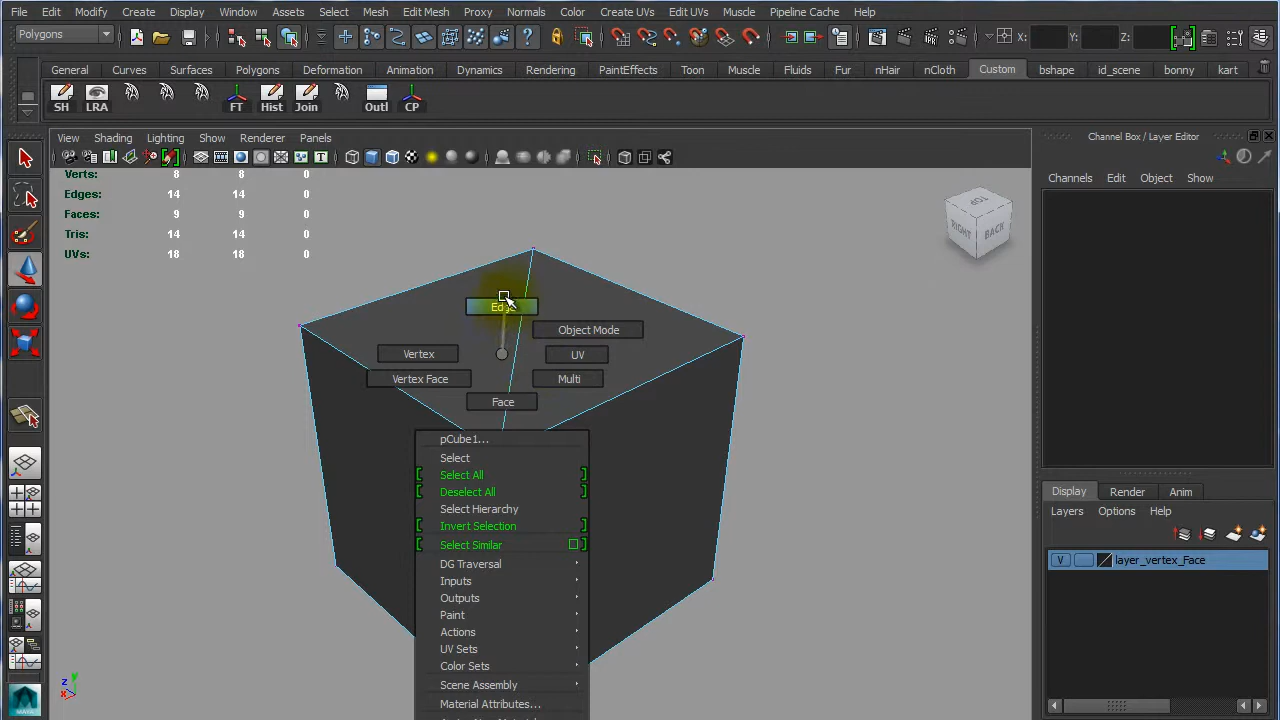 File Edit Modify Create Display Window Assets Select Mesh Edit Mesh Proxy Normals Color Create UVs Edit UVs Muscle Pipeline Cache Help
Polygons X: Y: Z:
General Curves Surfaces Polygons Deformation Animation Dynamics Rendering PaintEffects Toon Muscle Fluids Fur nHair nCloth Custom bshape id_scene bonny kart
SH LRA FT Hist Join Outl CP
View Shading Lighting Show Renderer Panels
Channel Box / Layer Editor
Channels Edit Object Show
Verts: 8 8 0
Edges: 14 14 0
Faces: 9 9 0
Tris: 14 14 0
UVs: 18 18 0
TOP
RIGHT BACK
Object Mode
Vertex UV
Vertex Face Multi
Face
pCube1...
Select
Select All
Deselect All
Select Hierarchy
Invert Selection
Select Similar
DG Traversal
Inputs
Outputs
Paint
Actions
UV Sets
Color Sets
Scene Assembly
Material Attributes...
Display Render Anim
Layers Options Help
V layer_vertex_Face
z y
x
MAYA